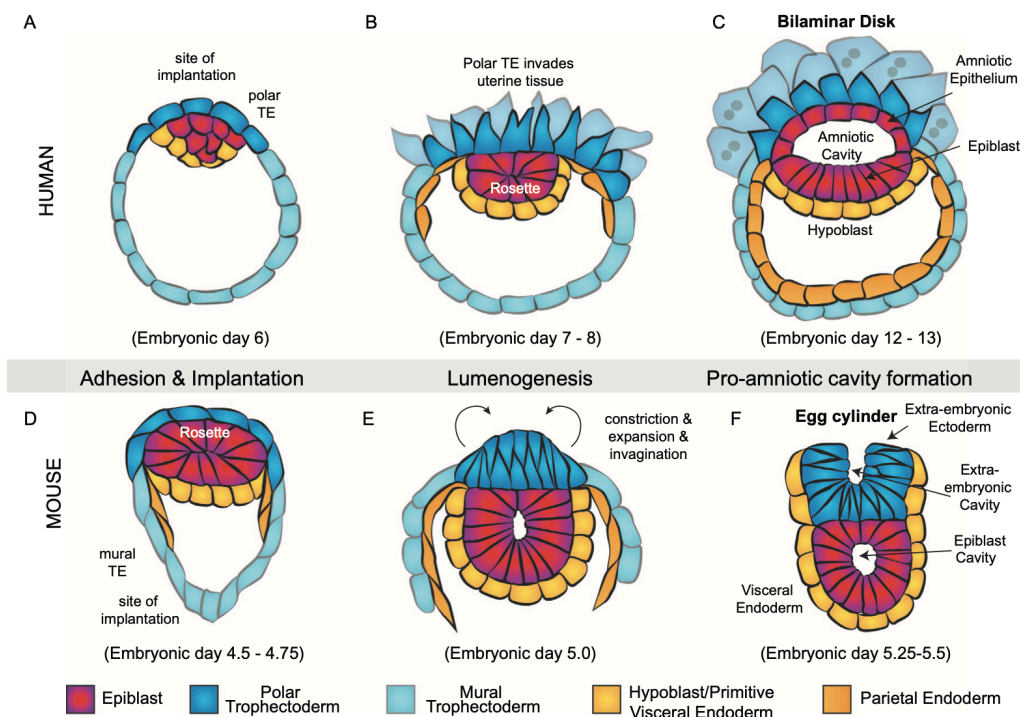 A
site of
implantation
polar
TE
(Embryonic day 6)
B
Polar TE invades
uterine tissue
Rosette
(Embryonic day 7 - 8)
C
Bilaminar Disk
Amniotic
Epithelium
Amniotic
Cavity
Epiblast
Hypoblast
(Embryonic day 12 - 13)
HUMAN
Adhesion & Implantation
Lumenogenesis
Pro-amniotic cavity formation
MOUSE
D
Rosette
mural
TE
site of
implantation
(Embryonic day 4.5 - 4.75)
E
constriction &
expansion &
invagination
(Embryonic day 5.0)
F
Egg cylinder
Extra-embryonic
Ectoderm
Extra-
embryonic
Cavity
Epiblast
Cavity
Visceral
Endoderm
(Embryonic day 5.25-5.5)
Epiblast
Polar
Trophectoderm
Mural
Trophectoderm
Hypoblast/Primitive
Visceral Endoderm
Parietal Endoderm